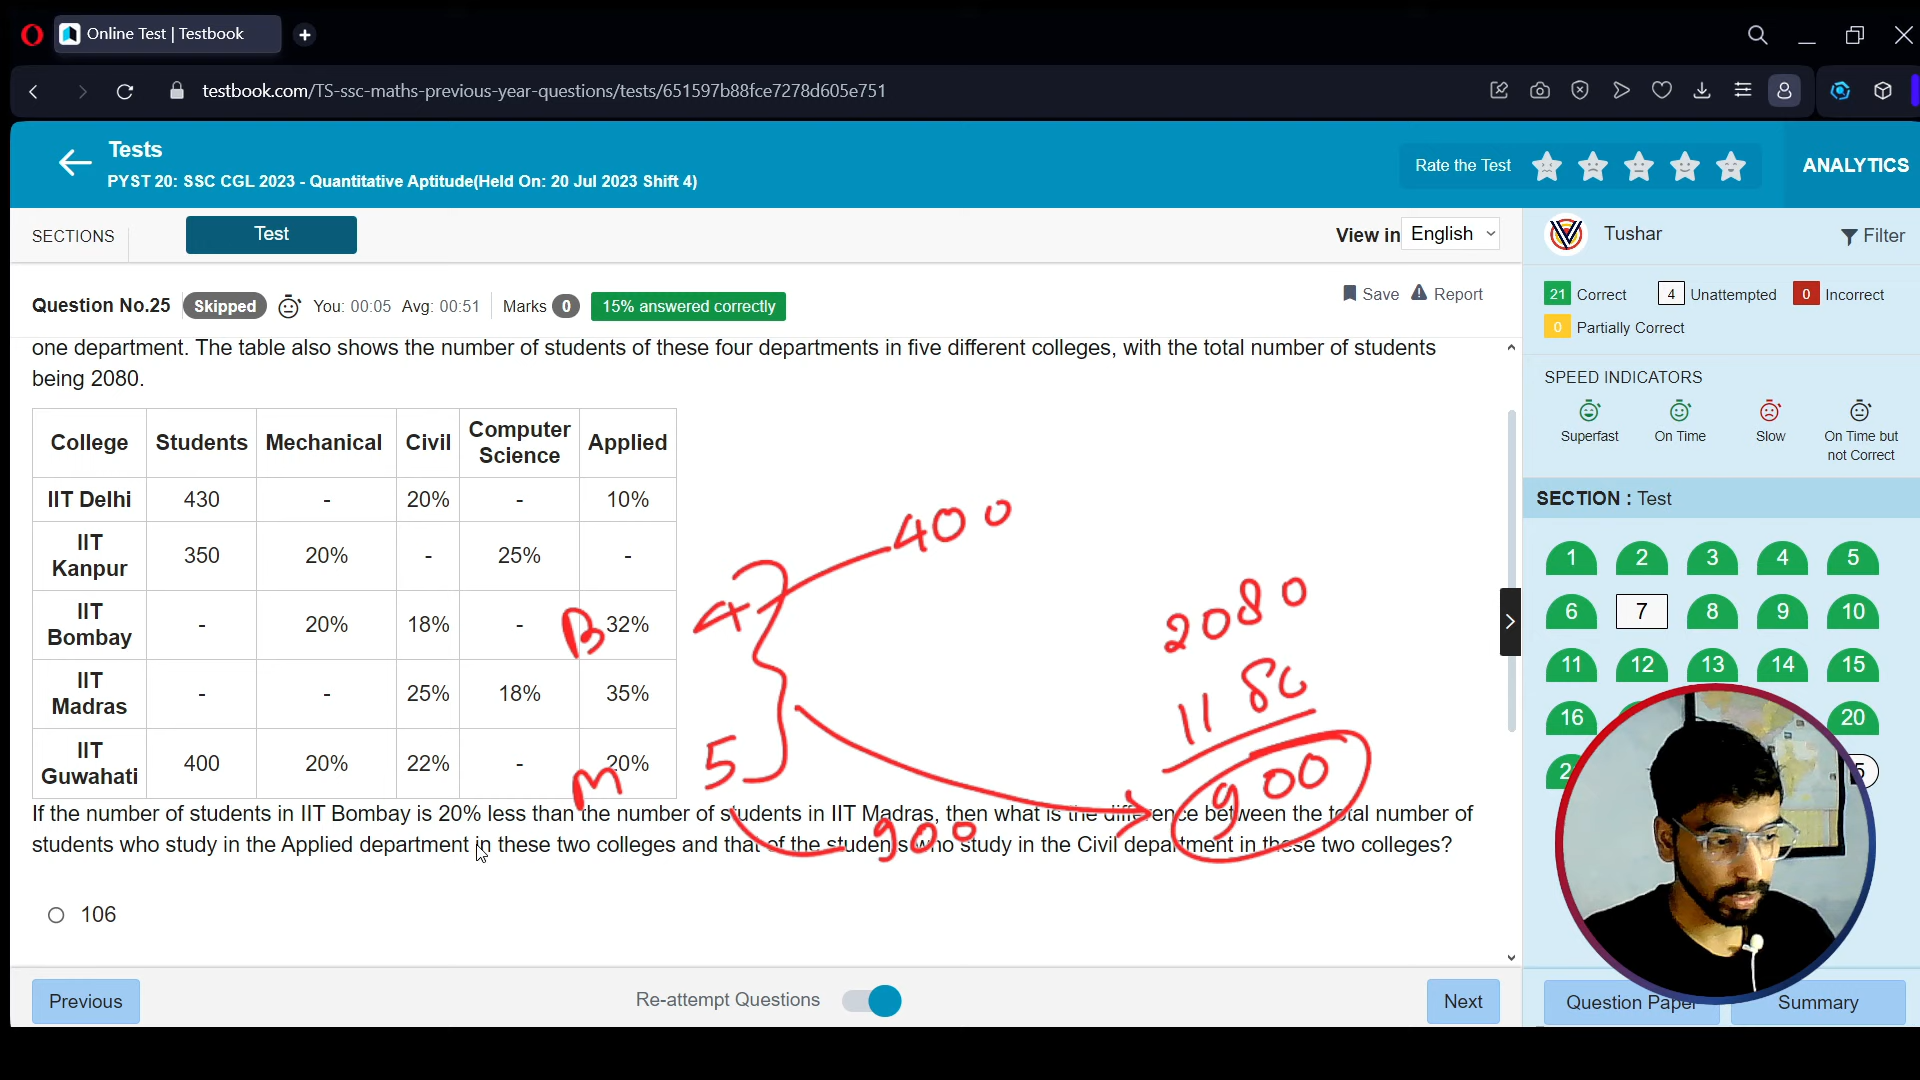 Online Test | Testbook
testbook.com/TS-ssc-maths-previous-year-questions/tests/651597b88fce7278d605e751
Tests
PYST 20: SSC CGL 2023 - Quantitative Aptitude(Held On: 20 Jul 2023 Shift 4)
Rate the Test
ANALYTICS
SECTIONS
Test
View in English
Tushar
Filter
Question No.25 Skipped You: 00:05 Avg: 00:51 Marks 0 15% answered correctly
Save Report
21 Correct 4 Unattempted 0 Incorrect
0 Partially Correct
one department. The table also shows the number of students of these four departments in five different colleges, with the total number of students
being 2080.
College Students Mechanical Civil Computer Science Applied
IIT Delhi 430 - 20% - 10%
IIT Kanpur 350 20% - 25% -
IIT Bombay - 20% 18% - 32%
IIT Madras - - 25% 18% 35%
IIT Guwahati 400 20% 22% - 20%
B 4 400
M 5 900
2080
1180
900
If the number of students in IIT Bombay is 20% less than the number of students in IIT Madras, then what is the difference between the total number of
students who study in the Applied department in these two colleges and that of the students who study in the Civil department in these two colleges?
106
SPEED INDICATORS
Superfast On Time Slow On Time but not Correct
SECTION : Test
1 2 3 4 5
6 7 8 9 10
11 12 13 14 15
16 20
2 5
Previous
Re-attempt Questions
Next
Question Paper
Summary